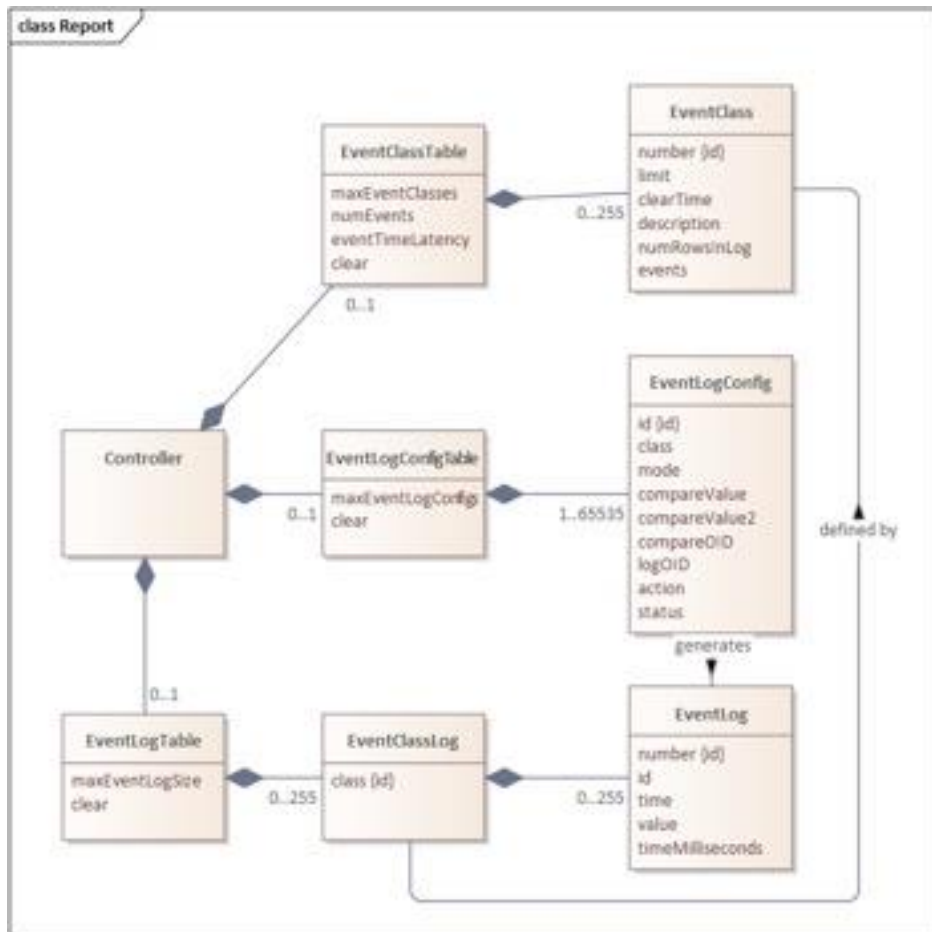 class Report
EventClass
number {id}
limit
clearTime
description
numRowsInLog
events
EventClassTable
maxEventClasses
numEvents
eventTimeLatency
clear
0..255
0..1
EventLogConfig
id {id}
class
mode
compareValue
compareValue2
compareOID
logOID
action
status
Controller
EventLogConfigTable
maxEventLogConfigs
clear
0..1
1..65535
defined by
generates
0..1
EventLogTable
maxEventLogSize
clear
0..255
EventClassLog
class {id}
0..255
EventLog
number {id}
id
time
value
timeMilliseconds